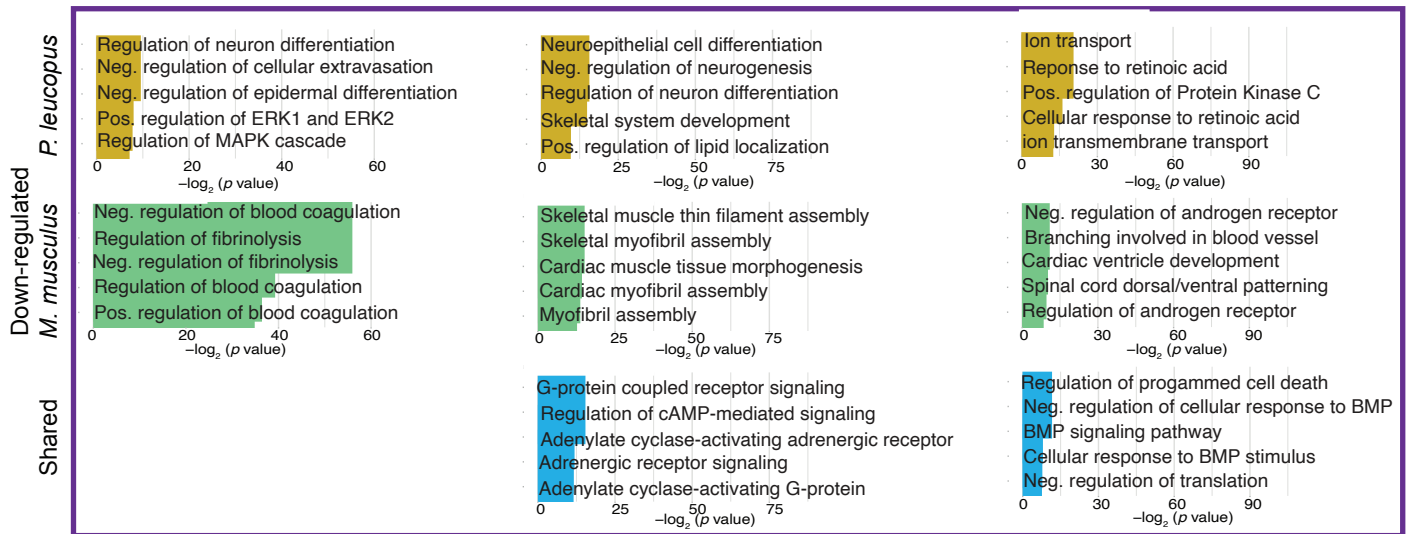 Down-regulated
P. leucopus
Regulation of neuron differentiation
Neg. regulation of cellular extravasation
Neg. regulation of epidermal differentiation
Pos. regulation of ERK1 and ERK2
Regulation of MAPK cascade
0 20 40 60
–log2 (p value)
Neuroepithelial cell differentiation
Neg. regulation of neurogenesis
Regulation of neuron differentiation
Skeletal system development
Pos. regulation of lipid localization
0 25 50 75
–log2 (p value)
Ion transport
Reponse to retinoic acid
Pos. regulation of Protein Kinase C
Cellular response to retinoic acid
ion transmembrane transport
0 30 60 90
–log2 (p value)
M. musculus
Neg. regulation of blood coagulation
Regulation of fibrinolysis
Neg. regulation of fibrinolysis
Regulation of blood coagulation
Pos. regulation of blood coagulation
0 20 40 60
–log2 (p value)
Skeletal muscle thin filament assembly
Skeletal myofibril assembly
Cardiac muscle tissue morphogenesis
Cardiac myofibril assembly
Myofibril assembly
0 25 50 75
–log2 (p value)
Neg. regulation of androgen receptor
Branching involved in blood vessel
Cardiac ventricle development
Spinal cord dorsal/ventral patterning
Regulation of androgen receptor
0 30 60 90
–log2 (p value)
Shared
G-protein coupled receptor signaling
Regulation of cAMP-mediated signaling
Adenylate cyclase-activating adrenergic receptor
Adrenergic receptor signaling
Adenylate cyclase-activating G-protein
0 25 50 75
–log2 (p value)
Regulation of progammed cell death
Neg. regulation of cellular response to BMP
BMP signaling pathway
Cellular response to BMP stimulus
Neg. regulation of translation
0 30 60 90
–log2 (p value)